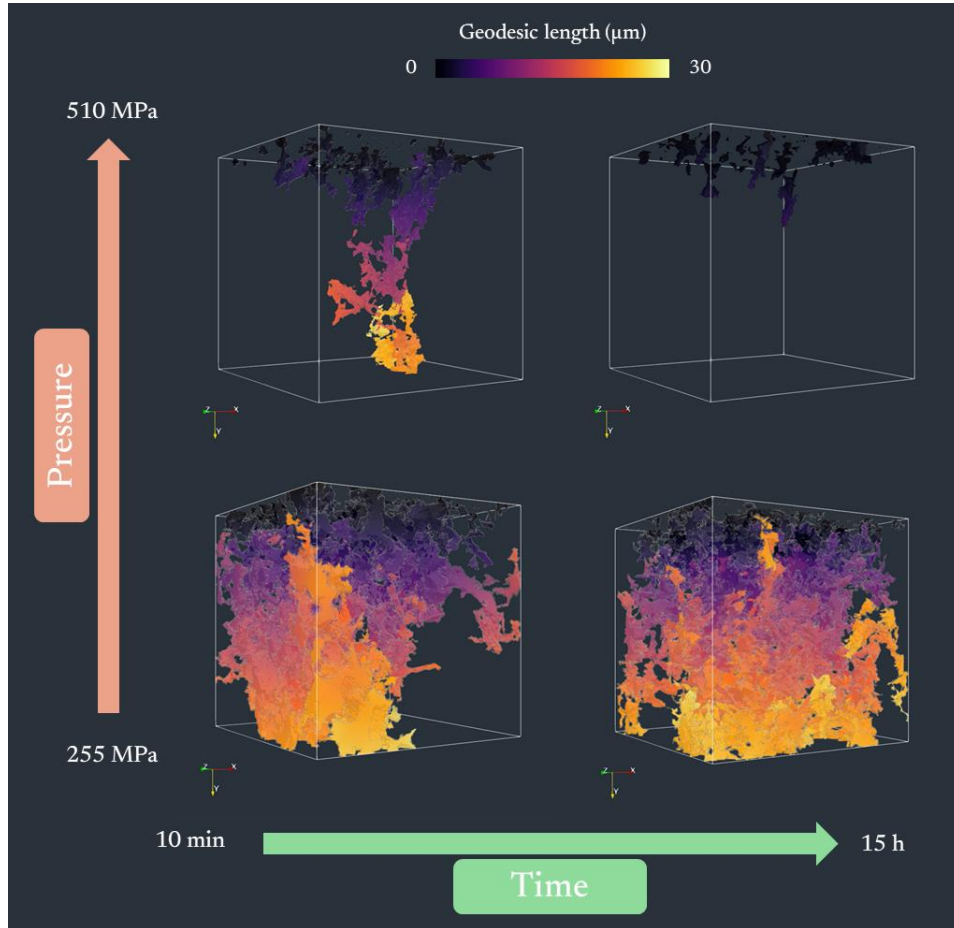 Geodesic length (μm)
0 30
510 MPa
Z X
Y
Z X
Y
Pressure
255 MPa
Z X
Y
Z X
Y
10 min
15 h
Time